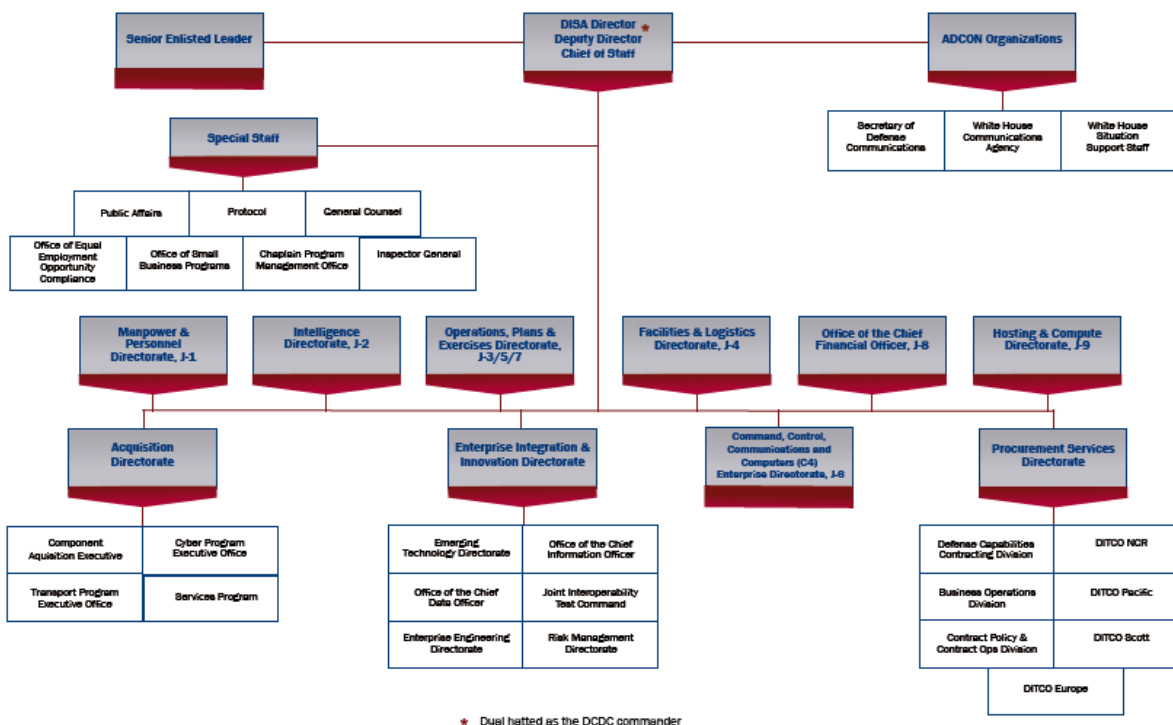 Senior Enlisted Leader
DISA Director *
Deputy Director
Chief of Staff
ADCON Organizations
Secretary of
Defense
Communications
White House
Communications
Agency
White House
Situation
Support Staff
Special Staff
Public Affairs
Protocol
General Counsel
Office of Equal
Employment
Opportunity
Compliance
Office of Small
Business Programs
Chaplain Program
Management Office
Inspector General
Manpower &
Personnel
Directorate, J-1
Intelligence
Directorate, J-2
Operations, Plans &
Exercises Directorate,
J-3/5/7
Facilities & Logistics
Directorate, J-4
Office of the Chief
Financial Officer, J-8
Hosting & Compute
Directorate, J-9
Acquisition
Directorate
Enterprise Integration &
Innovation Directorate
Command, Control,
Communications and
Computers (C4)
Enterprise Directorate, J-6
Procurement Services
Directorate
Component
Aquisition Executive
Cyber Program
Executive Office
Transport Program
Executive Office
Services Program
Emerging
Technology Directorate
Office of the Chief
Information Officer
Office of the Chief
Data Officer
Joint Interoperability
Test Command
Enterprise Engineering
Directorate
Risk Management
Directorate
Defense Capabilities
Contracting Division
DITCO NCR
Business Operations
Division
DITCO Pacific
Contract Policy &
Contract Ops Division
DITCO Scott
DITCO Europe
* Dual hatted as the DCDC commander